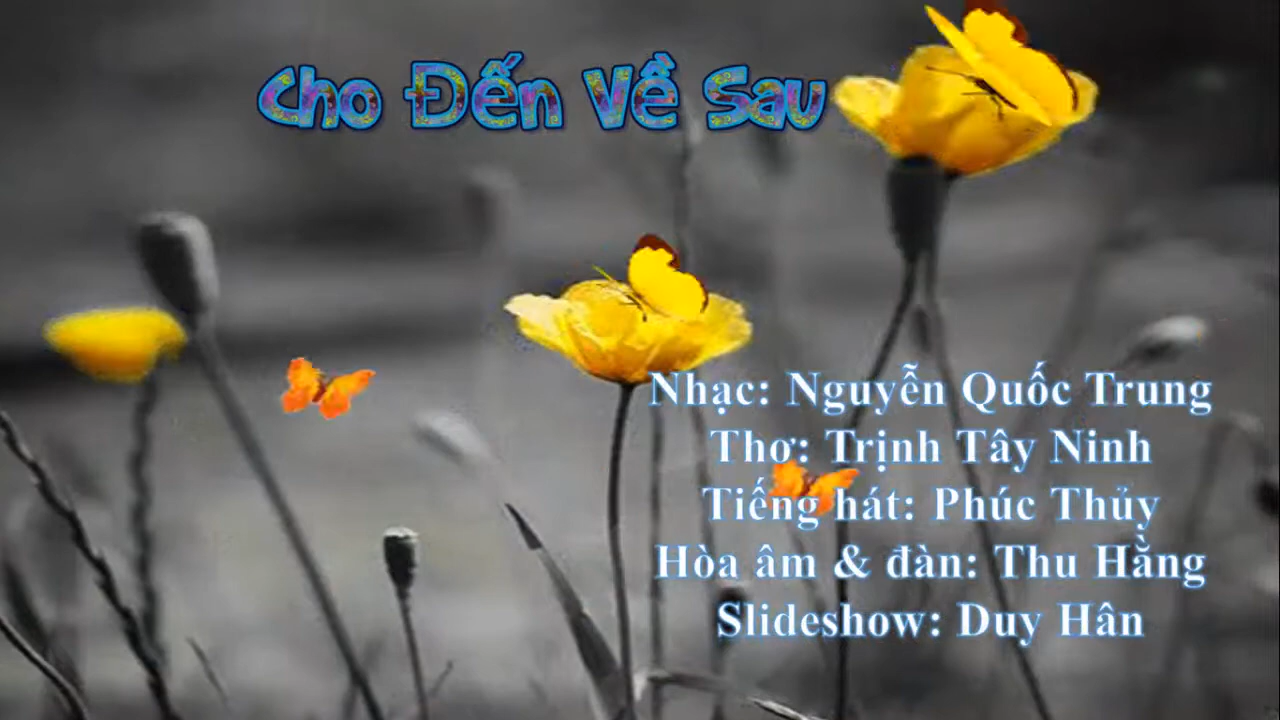 Cho Đến Về Sau
Nhạc: Nguyễn Quốc Trung
Thơ: Trịnh Tây Ninh
Tiếng hát: Phúc Thủy
Hòa âm & đàn: Thu Hằng
Slideshow: Duy Hân